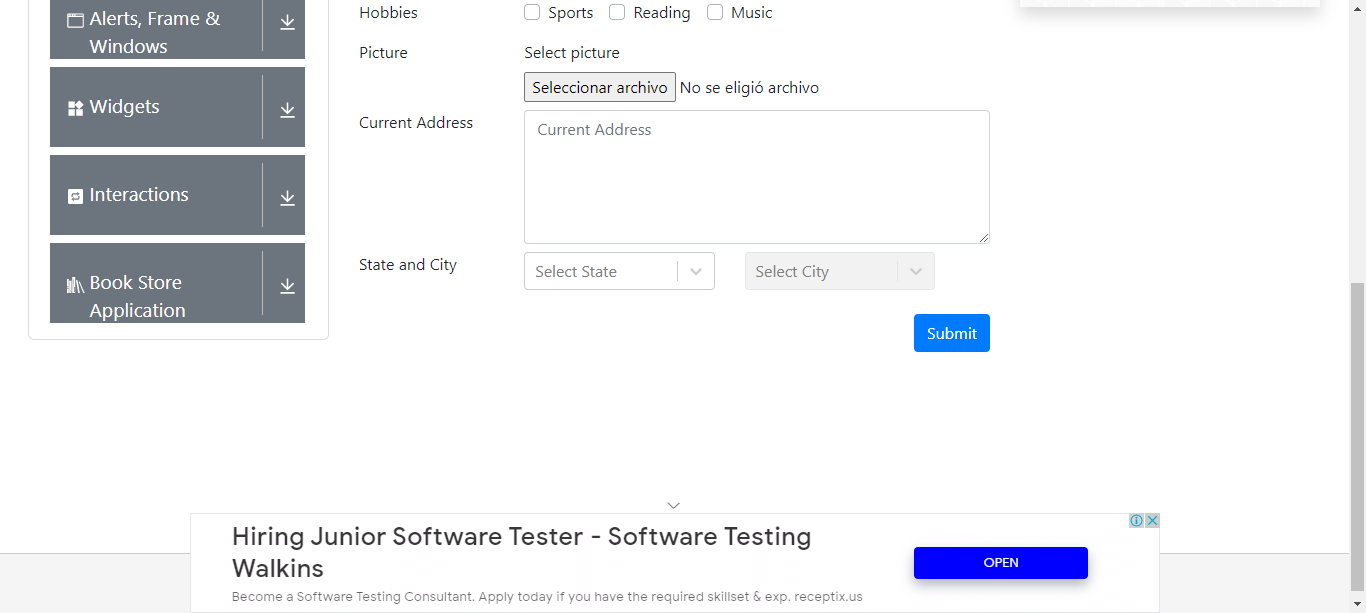 Alerts, Frame &
Windows
Widgets
Interactions
Book Store
Application
Hobbies
Sports Reading Music
Picture
Select picture
Seleccionar archivo No se eligió archivo
Current Address
Current Address
State and City
Select State
Select City
Submit
Hiring Junior Software Tester - Software Testing
Walkins
Become a Software Testing Consultant. Apply today if you have the required skillset & exp. receptix.us
OPEN